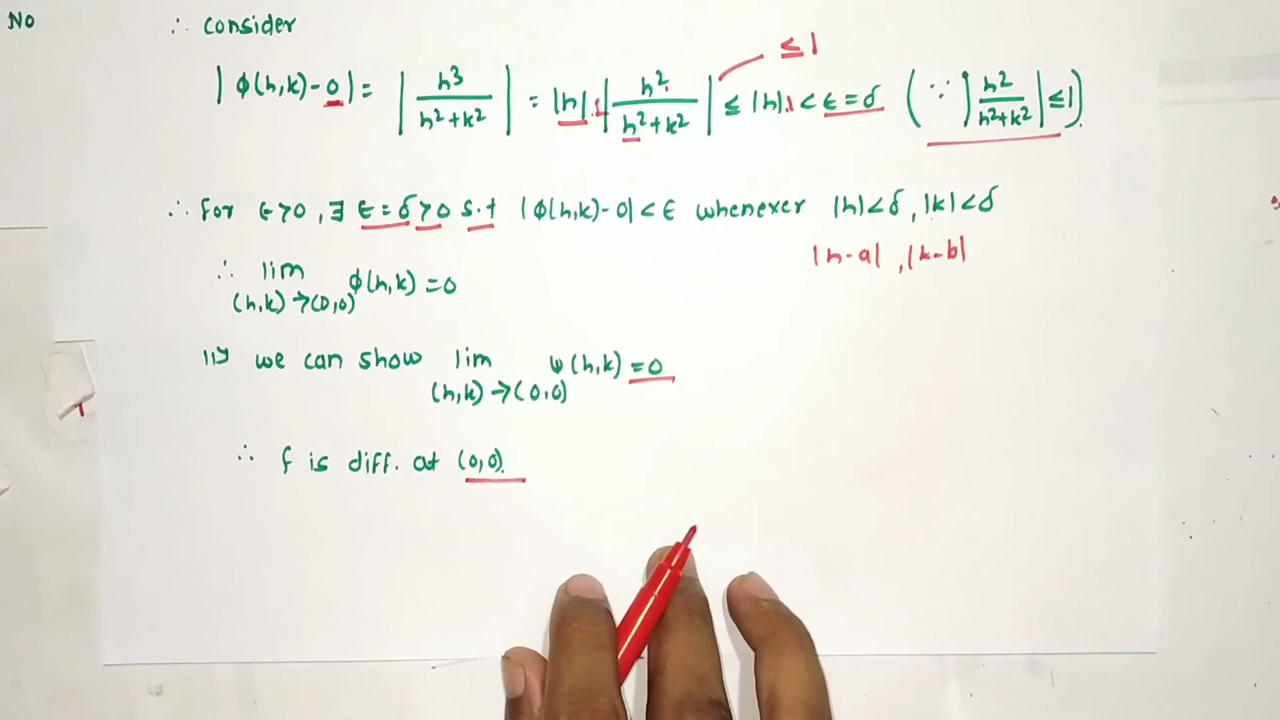 No
∴ consider
|ϕ(h,k)-0| = |h³/(h²+k²)| = |h|.|h²/(h²+k²)| ≤ |h|.1 < ϵ = δ (∵ |h²/(h²+k²)| ≤ 1)
≤ 1
∴ For ϵ>0, ∃ ϵ = δ > 0 s.t |ϕ(h,k)-0| < ϵ whenever |h|<δ, |k|<δ
|h-a| , |k-b|
∴ lim ϕ(h,k) = 0
(h,k)→(0,0)
|||ly we can show lim ψ(h,k) = 0
(h,k)→(0,0)
∴ f is diff. at (0,0).